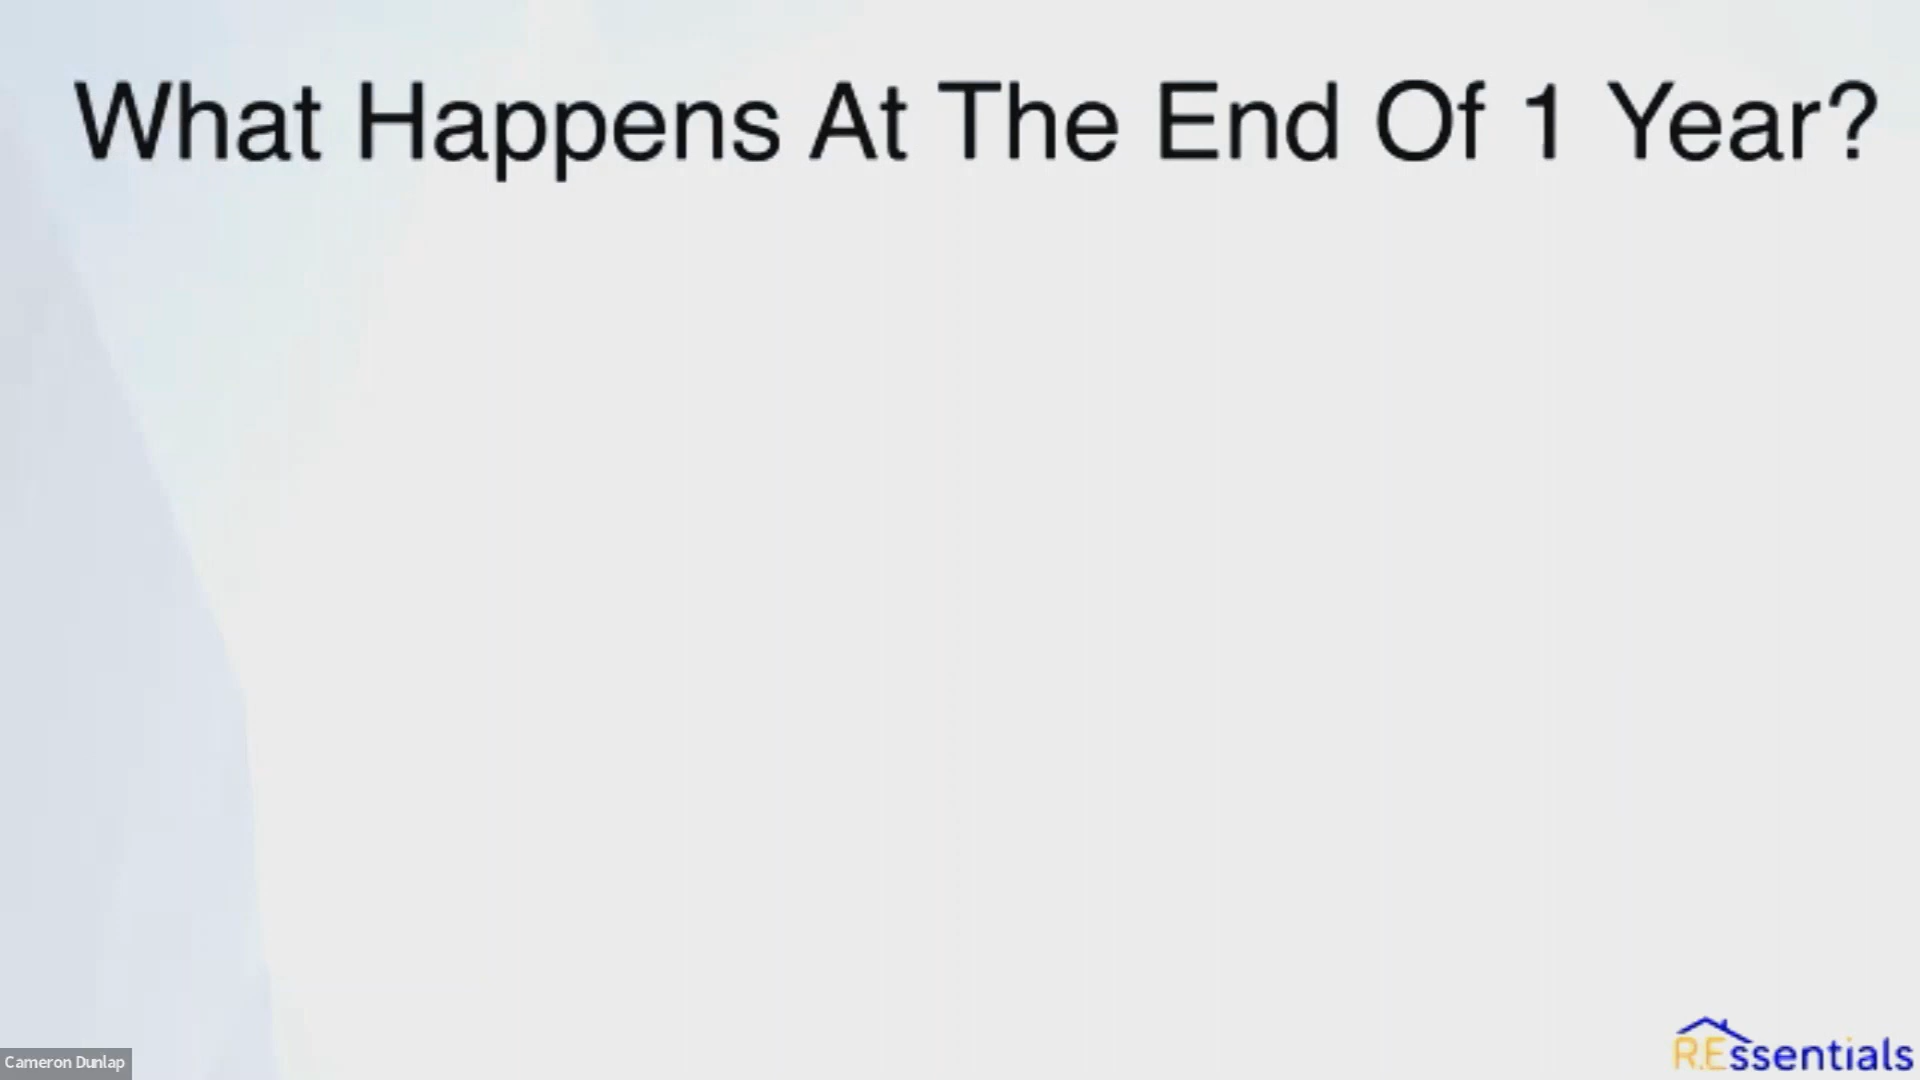 What Happens At The End Of 1 Year?
Cameron Dunlap
R.Essentials